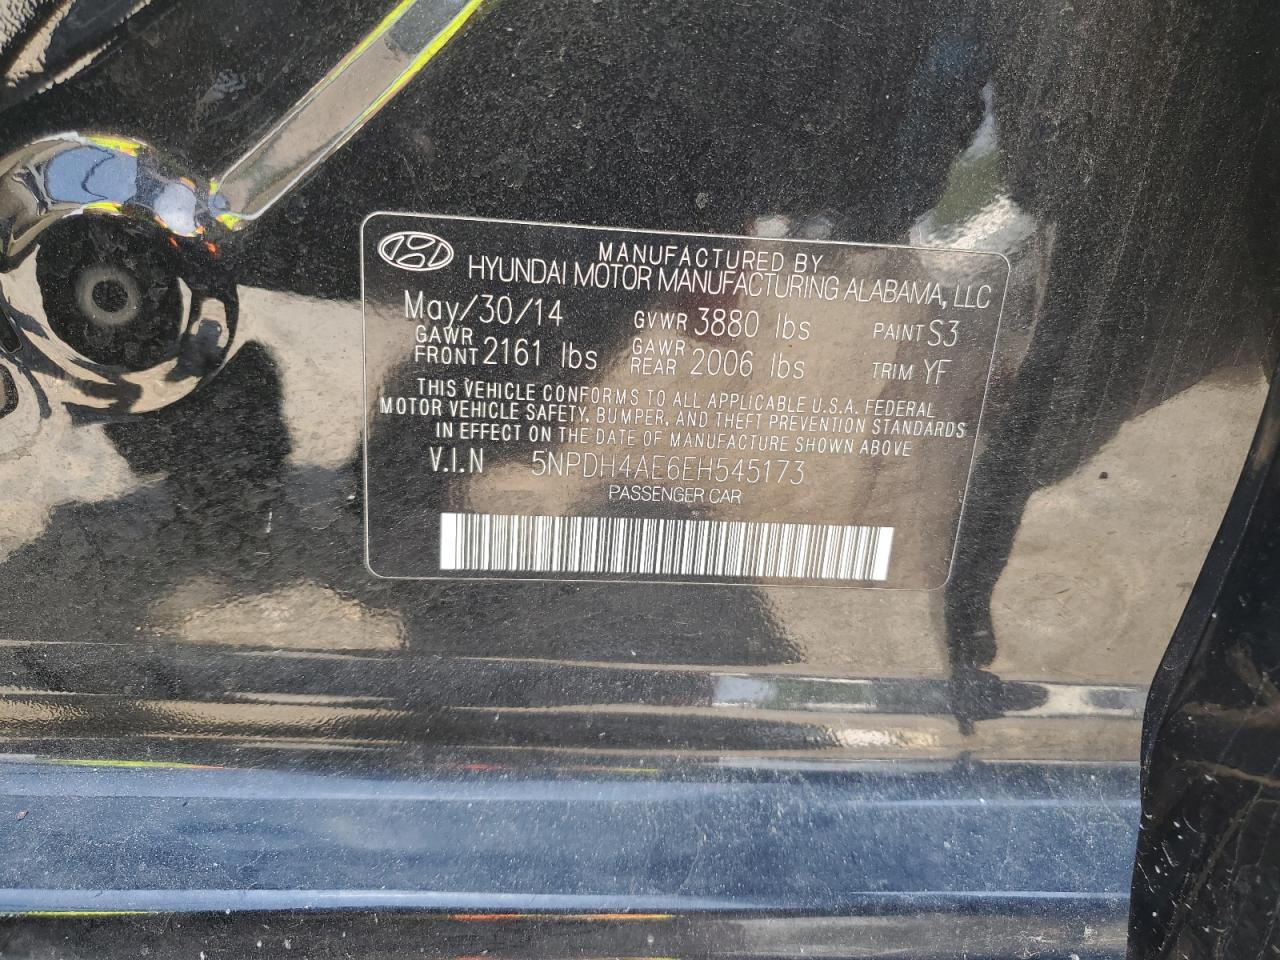 MANUFACTURED BY
HYUNDAI MOTOR MANUFACTURING ALABAMA, LLC
May/30/14 GVWR 3880 lbs PAINT S3
GAWR FRONT 2161 lbs GAWR REAR 2006 lbs TRIM YF
THIS VEHICLE CONFORMS TO ALL APPLICABLE U.S.A. FEDERAL
MOTOR VEHICLE SAFETY, BUMPER, AND THEFT PREVENTION STANDARDS
IN EFFECT ON THE DATE OF MANUFACTURE SHOWN ABOVE
V.I.N 5NPDH4AE6EH545173
PASSENGER CAR